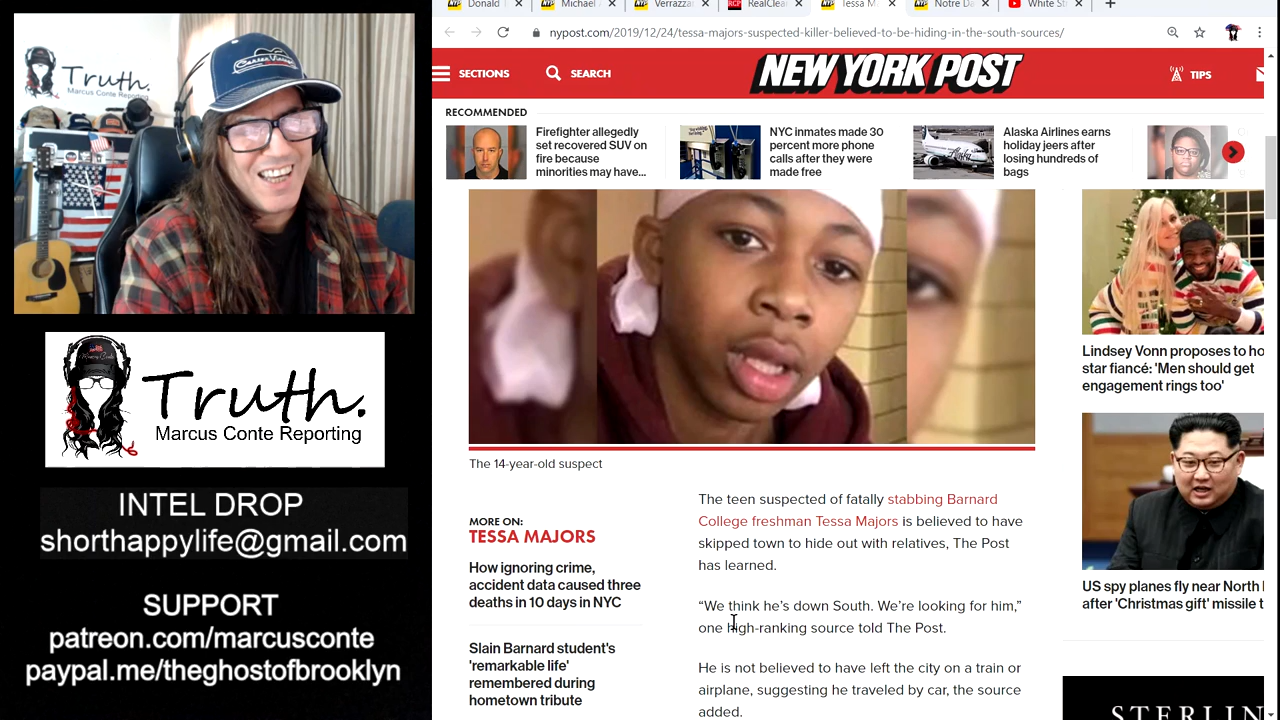 Donald
Michael
Verrazza
RealClea
Tessa M
Notre Da
White S
nypost.com/2019/12/24/tessa-majors-suspected-killer-believed-to-be-hiding-in-the-south-sources/
SECTIONS
SEARCH
NEW YORK POST
TIPS
RECOMMENDED
Firefighter allegedly
set recovered SUV on
fire because
minorities may have...
NYC inmates made 30
percent more phone
calls after they were
made free
Alaska Airlines earns
holiday jeers after
losing hundreds of
bags
Truth.
Marcus Conte Reporting
Truth.
Marcus Conte Reporting
INTEL DROP
shorthappylife@gmail.com
SUPPORT
patreon.com/marcusconte
paypal.me/theghostofbrooklyn
The 14-year-old suspect
MORE ON:
TESSA MAJORS
How ignoring crime,
accident data caused three
deaths in 10 days in NYC
Slain Barnard student's
'remarkable life'
remembered during
hometown tribute
The teen suspected of fatally stabbing Barnard
College freshman Tessa Majors is believed to have
skipped town to hide out with relatives, The Post
has learned.
“We think he’s down South. We’re looking for him,”
one high-ranking source told The Post.
He is not believed to have left the city on a train or
airplane, suggesting he traveled by car, the source
added.
Lindsey Vonn proposes to ho
star fiancé: 'Men should get
engagement rings too'
US spy planes fly near North
after 'Christmas gift' missile t
STERLIN